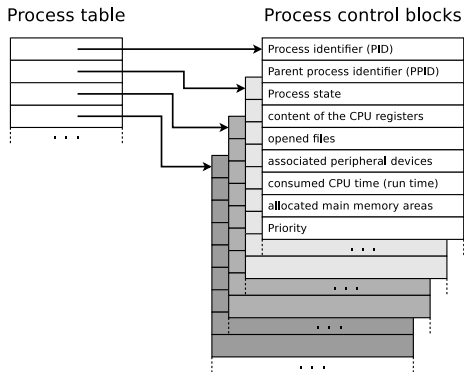 Process table
Process control blocks
Process identifier (PID)
Parent process identifier (PPID)
Process state
content of the CPU registers
opened files
associated peripheral devices
consumed CPU time (run time)
allocated main memory areas
Priority
. . .
. . .
. . .
. . .
. . .